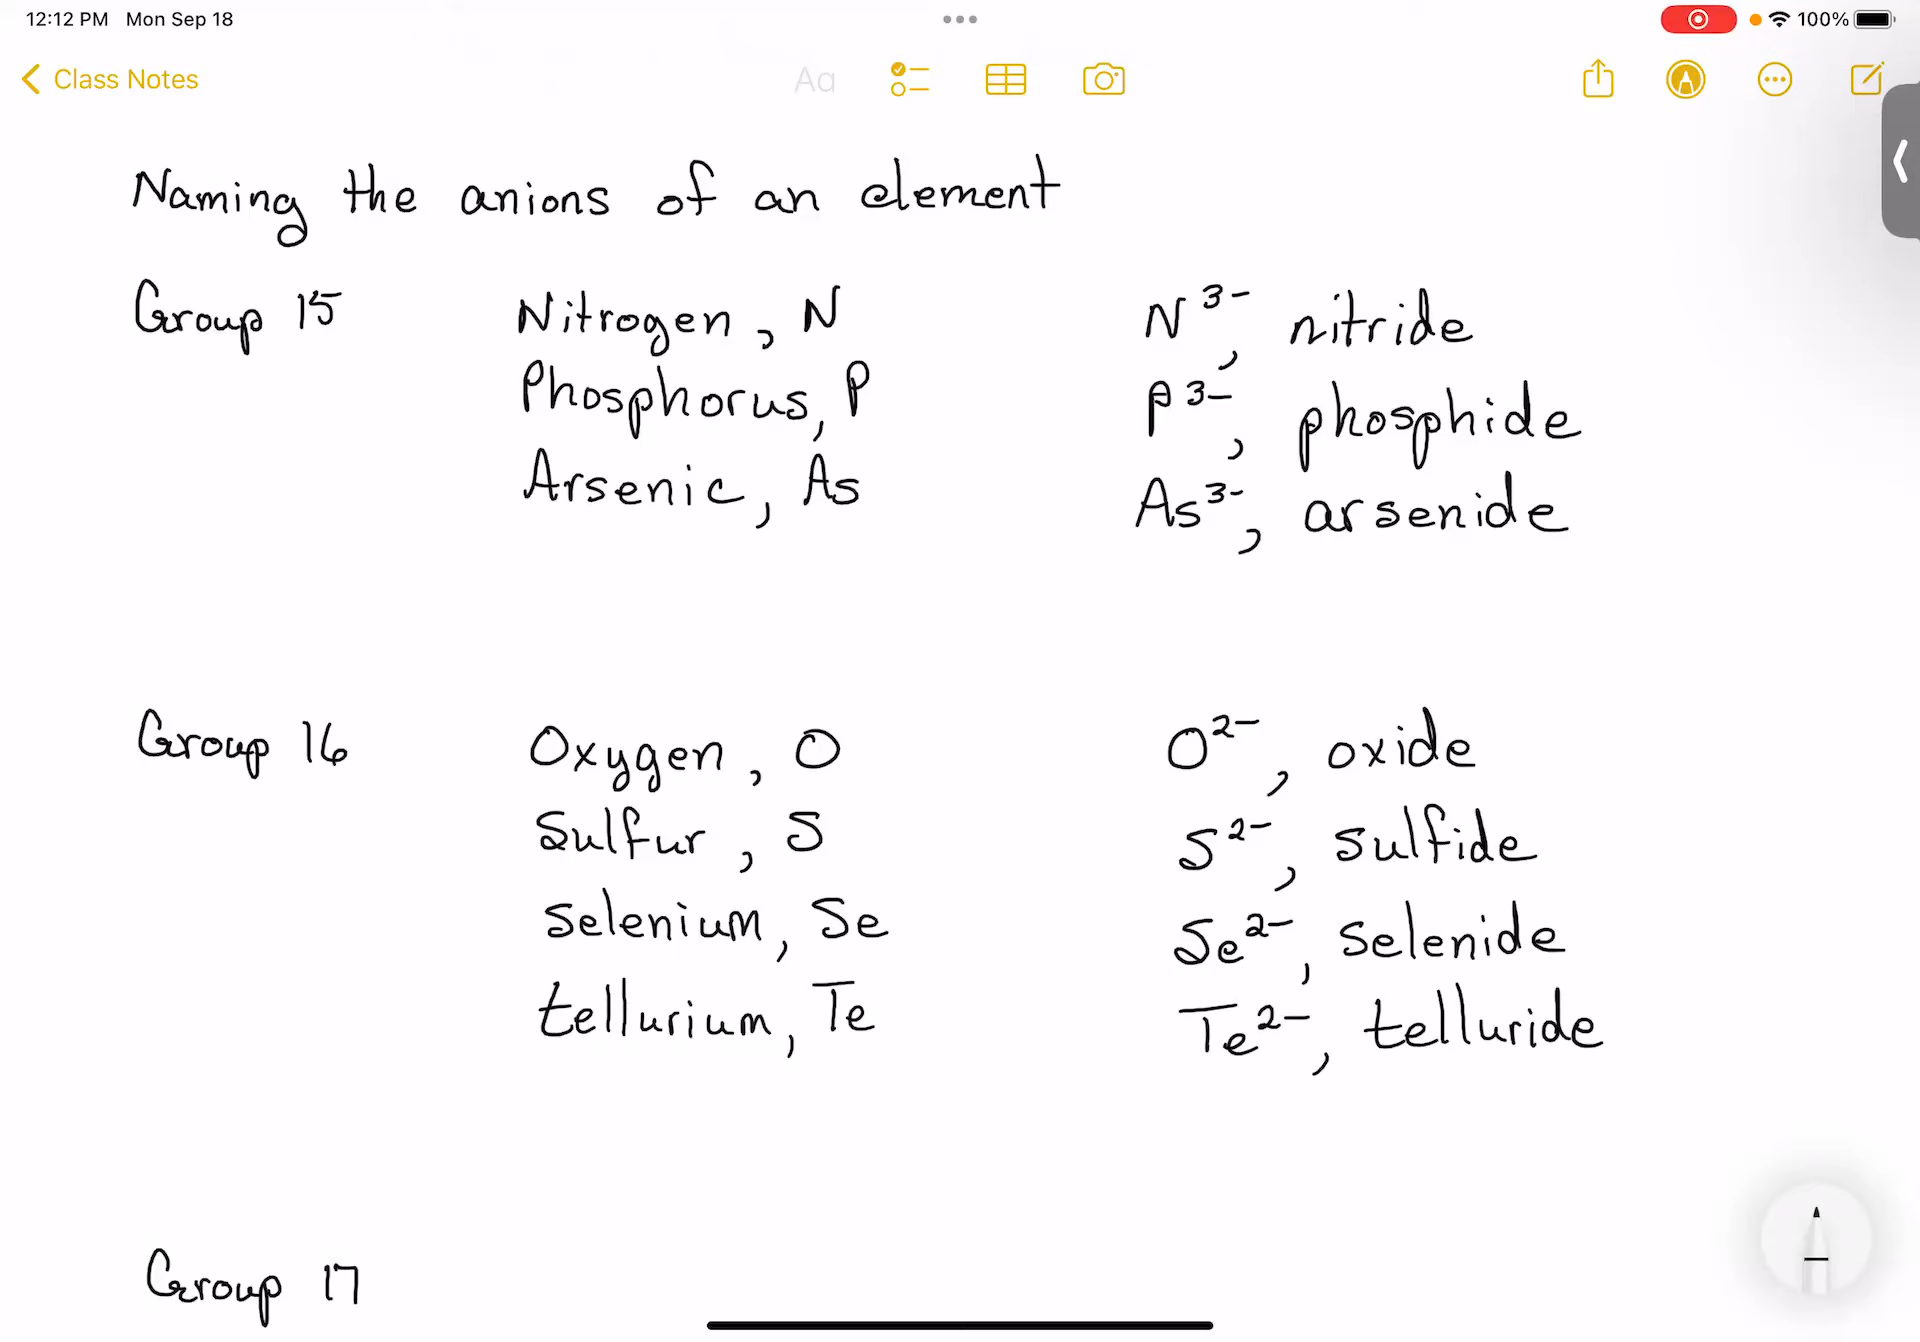 12:12 PM Mon Sep 18 100%
Class Notes Aa
Naming the anions of an element
Group 15 Nitrogen, N N³⁻, nitride
Phosphorus, P P³⁻, phosphide
Arsenic, As As³⁻, arsenide
Group 16 Oxygen, O O²⁻, oxide
Sulfur, S S²⁻, sulfide
selenium, Se Se²⁻, selenide
tellurium, Te Te²⁻, telluride
Group 17